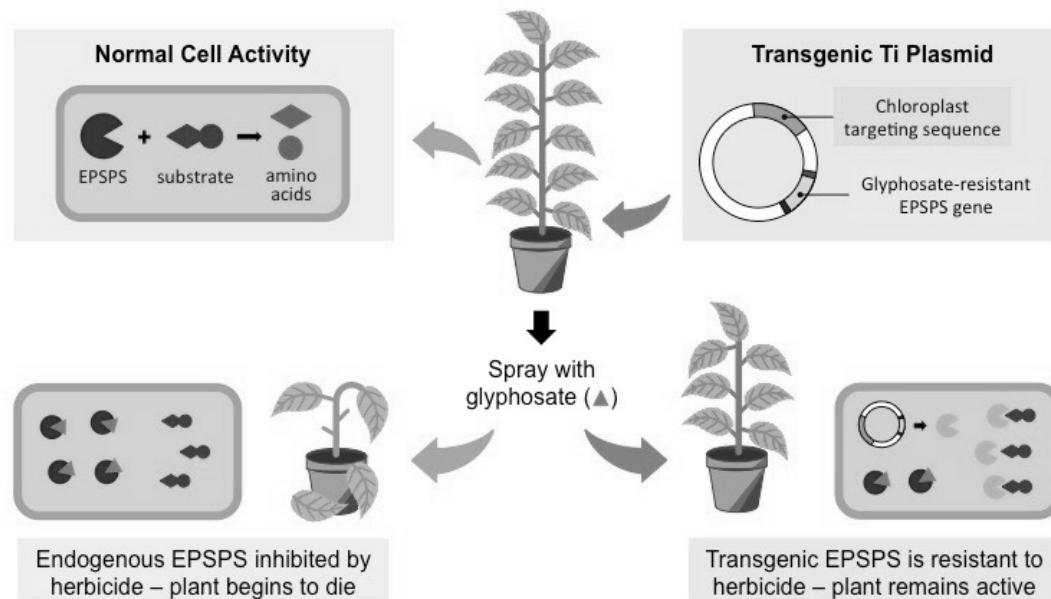 Normal Cell Activity
EPSPS
+
substrate
amino
acids
Transgenic Ti Plasmid
Chloroplast
targeting sequence
Glyphosate-resistant
EPSPS gene
Spray with
glyphosate (▲)
Endogenous EPSPS inhibited by
herbicide – plant begins to die
Transgenic EPSPS is resistant to
herbicide – plant remains active